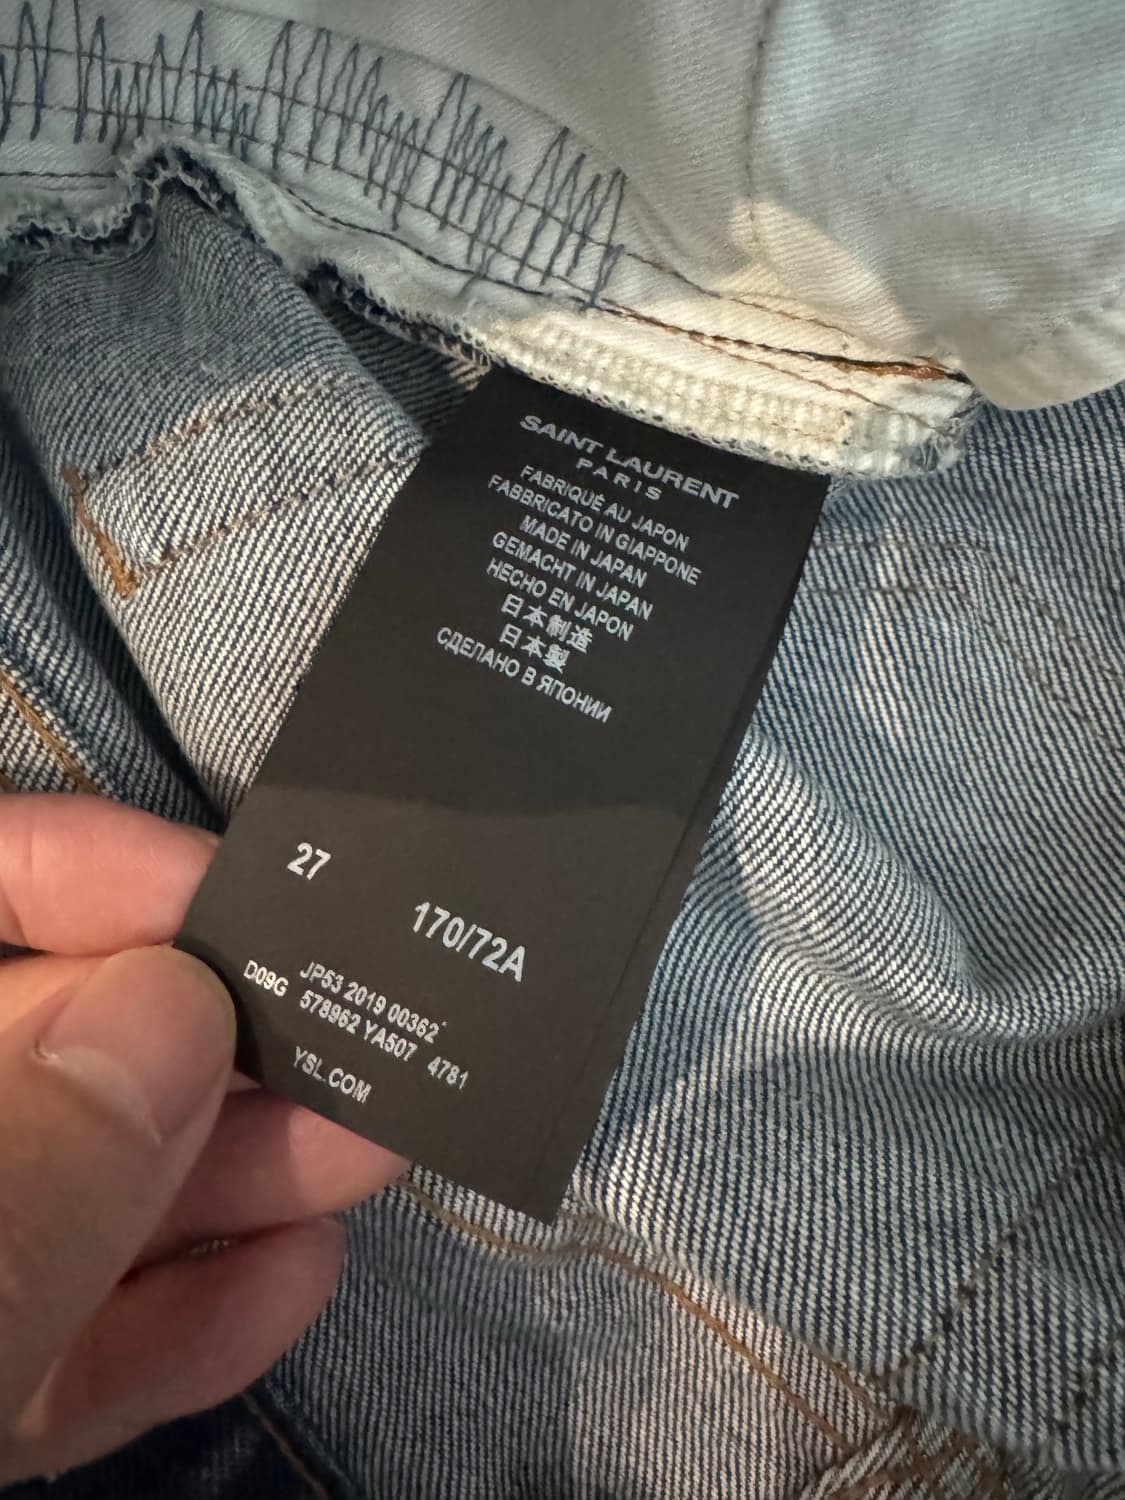 SAINT LAURENT
PARIS
FABRIQUÉ AU JAPON
FABBRICATO IN GIAPPONE
MADE IN JAPAN
GEMACHT IN JAPAN
HECHO EN JAPON
日本制造
日本製
СДЕЛАНО В ЯПОНИИ
27
170/72A
JP53 2019 00362
D09G 578962 YA507 4781
YSL.COM